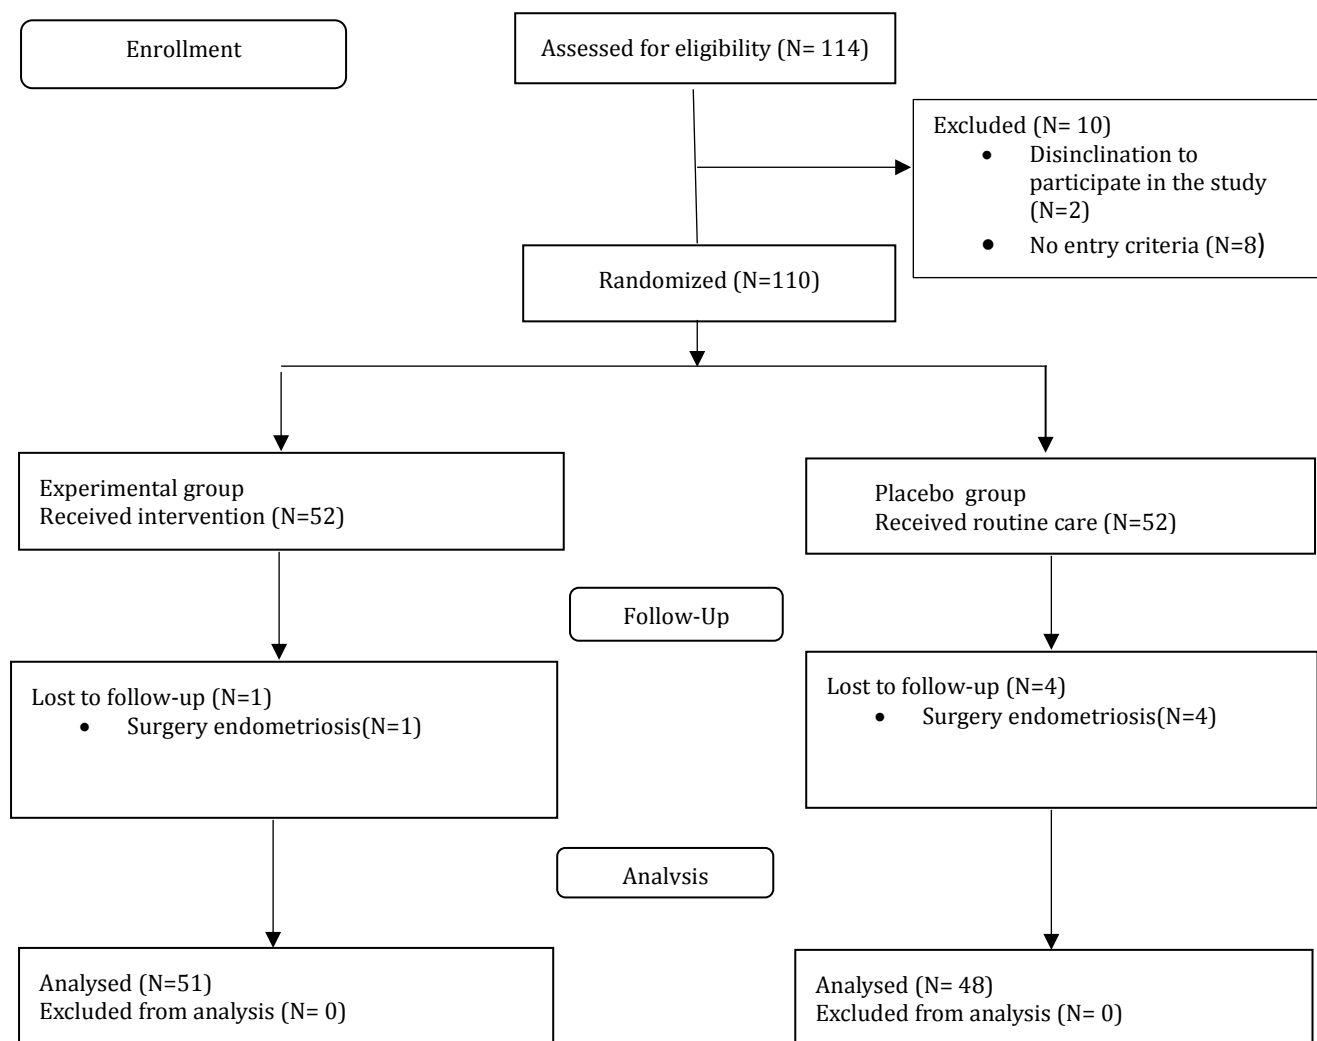 Enrollment
Assessed for eligibility (N= 114)
Excluded (N= 10)
• Disinclination to
participate in the study
(N=2)
• No entry criteria (N=8)
Randomized (N=110)
Experimental group
Received intervention (N=52)
Placebo group
Received routine care (N=52)
Follow-Up
Lost to follow-up (N=1)
• Surgery endometriosis(N=1)
Lost to follow-up (N=4)
• Surgery endometriosis(N=4)
Analysis
Analysed (N=51)
Excluded from analysis (N= 0)
Analysed (N= 48)
Excluded from analysis (N= 0)